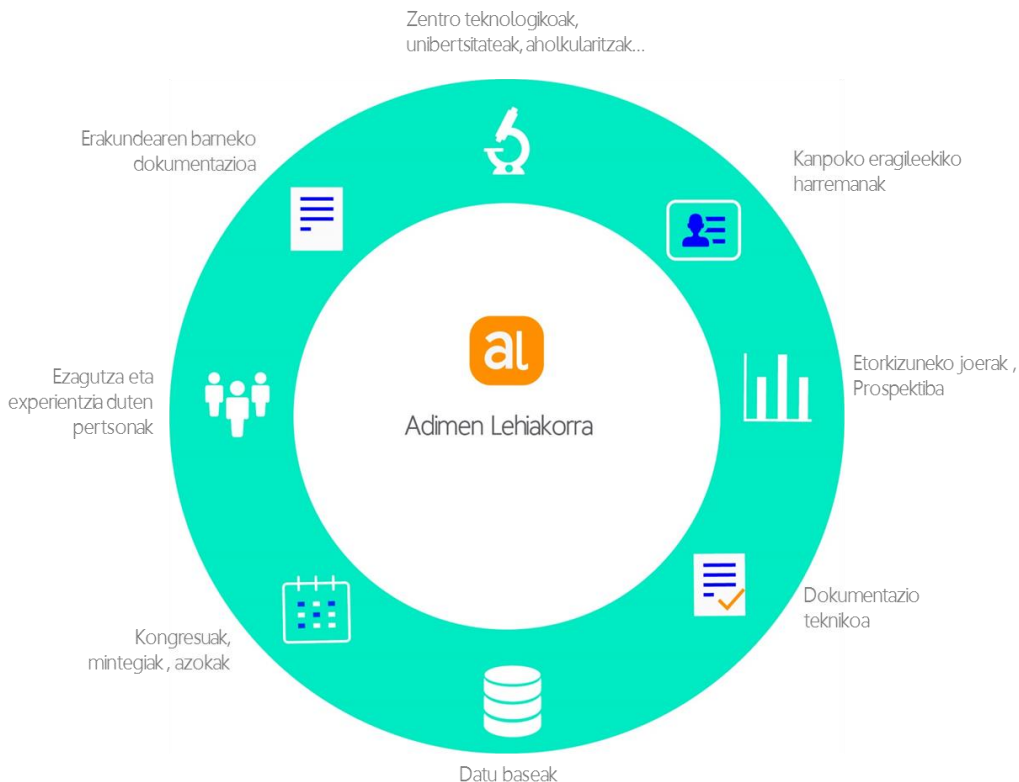 Zentro teknologikoak,
unibertsitateak, aholkularitzak...
Erakundearen barneko
dokumentazioa
Kanpoko eragileekiko
harremanak
al
Adimen Lehiakorra
Etorkizuneko joerak ,
Prospektiba
Ezagutza eta
experientzia duten
pertsonak
Dokumentazio
teknikoa
Kongresuak,
mintegiak , azokak
Datu baseak